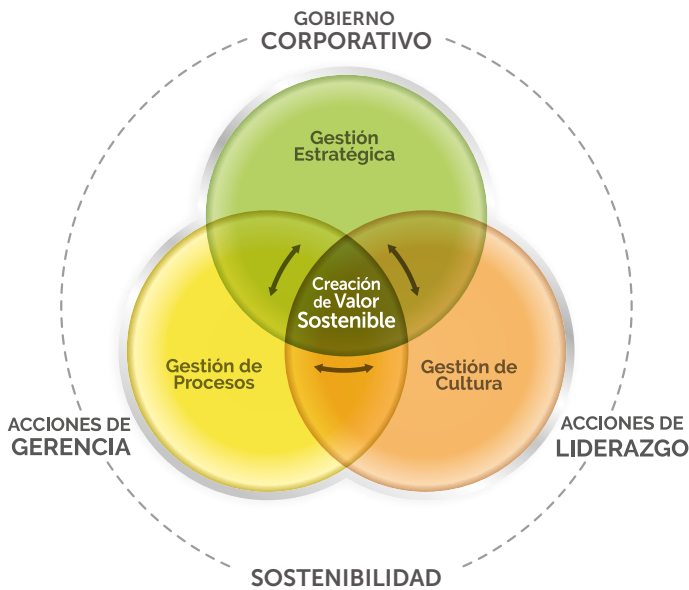 GOBIERNO
CORPORATIVO
Gestión
Estratégica
Creación
de Valor
Sostenible
Gestión de
Procesos
Gestión de
Cultura
ACCIONES DE
GERENCIA
ACCIONES DE
LIDERAZGO
SOSTENIBILIDAD